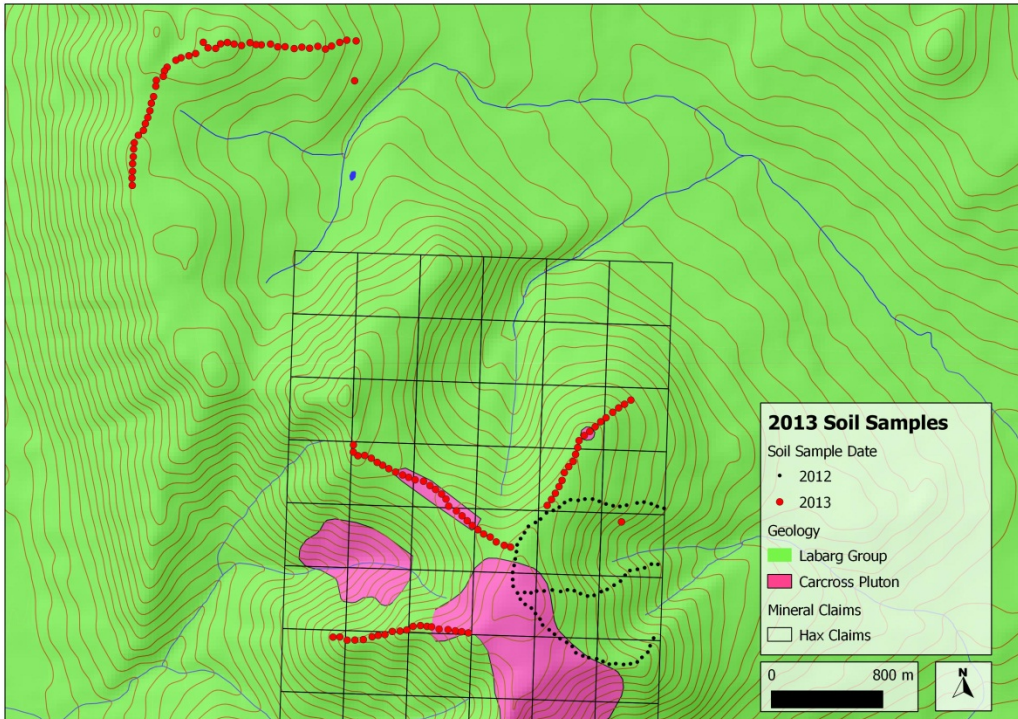 2013 Soil Samples
Soil Sample Date
2012
2013
Geology
Labarg Group
Carcross Pluton
Mineral Claims
Hax Claims
0 800 m
N